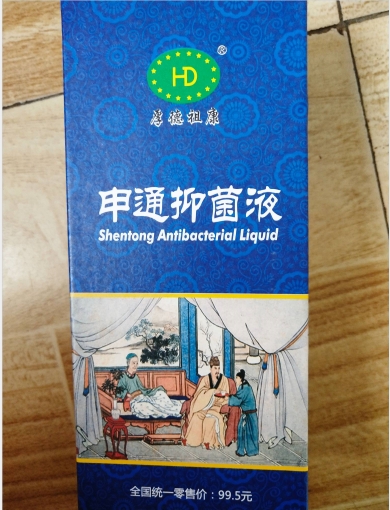 HD
®
厚德祖康
申通抑菌液
Shentong Antibacterial Liquid
全国统一零售价：99.5元